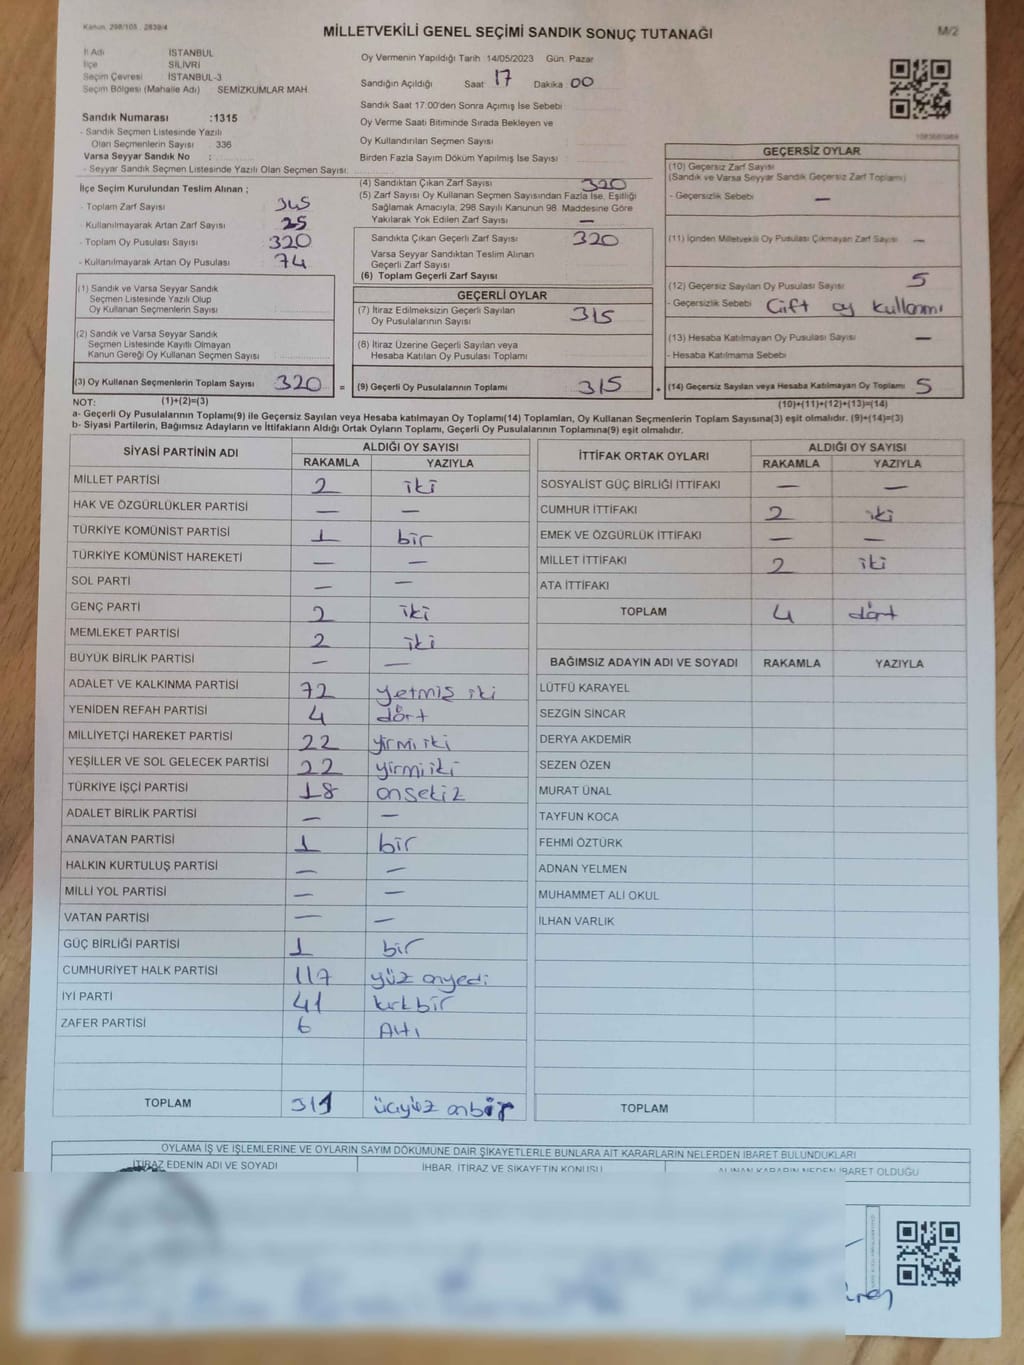 Kanun. 298/105 . 2839/4
MİLLETVEKİLİ GENEL SEÇİMİ SANDIK SONUÇ TUTANAĞI
M/2
İl Adı İSTANBUL
İlçe SİLİVRİ
Seçim Çevresi İSTANBUL-3
Seçim Bölgesi (Mahalle Adı) SEMİZKUMLAR MAH.
Sandık Numarası :1315
- Sandık Seçmen Listesinde Yazılı
Olan Seçmenlerin Sayısı : 336
Varsa Seyyar Sandık No :
- Seyyar Sandık Seçmen Listesinde Yazılı Olan Seçmen Sayısı:
Oy Vermenin Yapıldığı Tarih 14/05/2023 Gün. Pazar
Sandığın Açıldığı Saat 17 Dakika 00
Sandık Saat 17.00'den Sonra Açımış İse Sebebi
Oy Verme Saati Bitiminde Sırada Bekleyen ve
Oy Kullandırılan Seçmen Sayısı
Birden Fazla Sayım Döküm Yapılmış İse Sayısı
İlçe Seçim Kurulundan Teslim Alınan ;
- Toplam Zarf Sayısı 345
- Kullanılmayarak Artan Zarf Sayısı 25
- Toplam Oy Pusulası Sayısı 320
- Kullanılmayarak Artan Oy Pusulası 74
(4) Sandıktan Çıkan Zarf Sayısı 320
(5) Zarf Sayısı Oy Kullanan Seçmen Sayısından Fazla İse, Eşitliği
Sağlamak Amacıyla, 298 Sayılı Kanunun 98. Maddesine Göre
Yakılarak Yok Edilen Zarf Sayısı —
Sandıkta Çıkan Geçerli Zarf Sayısı 320
Varsa Seyyar Sandıktan Teslim Alınan
Geçerli Zarf Sayısı
(6) Toplam Geçerli Zarf Sayısı
GEÇERSİZ OYLAR
(10) Geçersiz Zarf Sayısı
(Sandık ve Varsa Seyyar Sandık Geçersiz Zarf Toplamı)
- Geçersizlik Sebebi —
(11) İçinden Milletvekili Oy Pusulası Çıkmayan Zarf Sayısı —
(12) Geçersiz Sayılan Oy Pusulası Sayısı 5
- Geçersizlik Sebebi Çift oy kullanmı
(13) Hesaba Katılmayan Oy Pusulası Sayısı —
- Hesaba Katılmama Sebebi
(1) Sandık ve Varsa Seyyar Sandık
Seçmen Listesinde Yazılı Olup
Oy Kullanan Seçmenlerin Sayısı
(2) Sandık ve Varsa Seyyar Sandık
Seçmen Listesinde Kayıtlı Olmayan
Kanun Gereği Oy Kullanan Seçmen Sayısı
GEÇERLİ OYLAR
(7) İtiraz Edilmeksizin Geçerli Sayılan
Oy Pusulalarının Sayısı 315
(8) İtiraz Üzerine Geçerli Sayılan veya
Hesaba Katılan Oy Pusulası Toplamı
(3) Oy Kullanan Seçmenlerin Toplam Sayısı 320 = (9) Geçerli Oy Pusulalarının Toplamı 315 + (14) Geçersiz Sayılan veya Hesaba Katılmayan Oy Toplamı 5
NOT: (1)+(2)=(3) (10)+(11)+(12)+(13)=(14)
a- Geçerli Oy Pusulalarının Toplamı(9) ile Geçersiz Sayılan veya Hesaba katılmayan Oy Toplamı(14) Toplamları, Oy Kullanan Seçmenlerin Toplam Sayısına(3) eşit olmalıdır. (9)+(14)=(3)
b- Siyasi Partilerin, Bağımsız Adayların ve İttifakların Aldığı Ortak Oyların Toplamı, Geçerli Oy Pusulalarının Toplamına(9) eşit olmalıdır.
SİYASİ PARTİNİN ADI ALDIĞI OY SAYISI
RAKAMLA YAZIYLA
MİLLET PARTİSİ 2 iki
HAK VE ÖZGÜRLÜKLER PARTİSİ — —
TÜRKİYE KOMÜNİST PARTİSİ 1 bir
TÜRKİYE KOMÜNİST HAREKETİ — —
SOL PARTİ — —
GENÇ PARTİ 2 iki
MEMLEKET PARTİSİ 2 iki
BÜYÜK BİRLİK PARTİSİ — —
ADALET VE KALKINMA PARTİSİ 72 yetmiş iki
YENİDEN REFAH PARTİSİ 4 dört
MİLLİYETÇİ HAREKET PARTİSİ 22 yirmi iki
YEŞİLLER VE SOL GELECEK PARTİSİ 22 yirmi iki
TÜRKİYE İŞÇİ PARTİSİ 18 onsekiz
ADALET BİRLİK PARTİSİ — —
ANAVATAN PARTİSİ 1 bir
HALKIN KURTULUŞ PARTİSİ — —
MİLLİ YOL PARTİSİ — —
VATAN PARTİSİ — —
GÜÇ BİRLİĞİ PARTİSİ 1 bir
CUMHURİYET HALK PARTİSİ 117 yüz onyedi
İYİ PARTİ 41 kırkbir
ZAFER PARTİSİ 6 Altı
TOPLAM 311 üçyüz onbir
İTTİFAK ORTAK OYLARI ALDIĞI OY SAYISI
RAKAMLA YAZIYLA
SOSYALİST GÜÇ BİRLİĞİ İTTİFAKI — —
CUMHUR İTTİFAKI 2 iki
EMEK VE ÖZGÜRLÜK İTTİFAKI — —
MİLLET İTTİFAKI 2 iki
ATA İTTİFAKI
TOPLAM 4 dört
BAĞIMSIZ ADAYIN ADI VE SOYADI RAKAMLA YAZIYLA
LÜTFÜ KARAYEL
SEZGİN SİNCAR
DERYA AKDEMİR
SEZEN ÖZEN
MURAT ÜNAL
TAYFUN KOCA
FEHMİ ÖZTÜRK
ADNAN YELMEN
MUHAMMET ALİ OKUL
İLHAN VARLIK
TOPLAM
OYLAMA İŞ VE İŞLEMLERİNE VE OYLARIN SAYIM DÖKÜMÜNE DAİR ŞİKAYETLERLE BUNLARA AİT KARARLARIN NELERDEN İBARET BULUNDUKLARI
İTİRAZ EDENİN ADI VE SOYADI İHBAR, İTİRAZ VE ŞİKAYETİN KONUSU ALINAN KARARIN NEDEN İBARET OLDUĞU